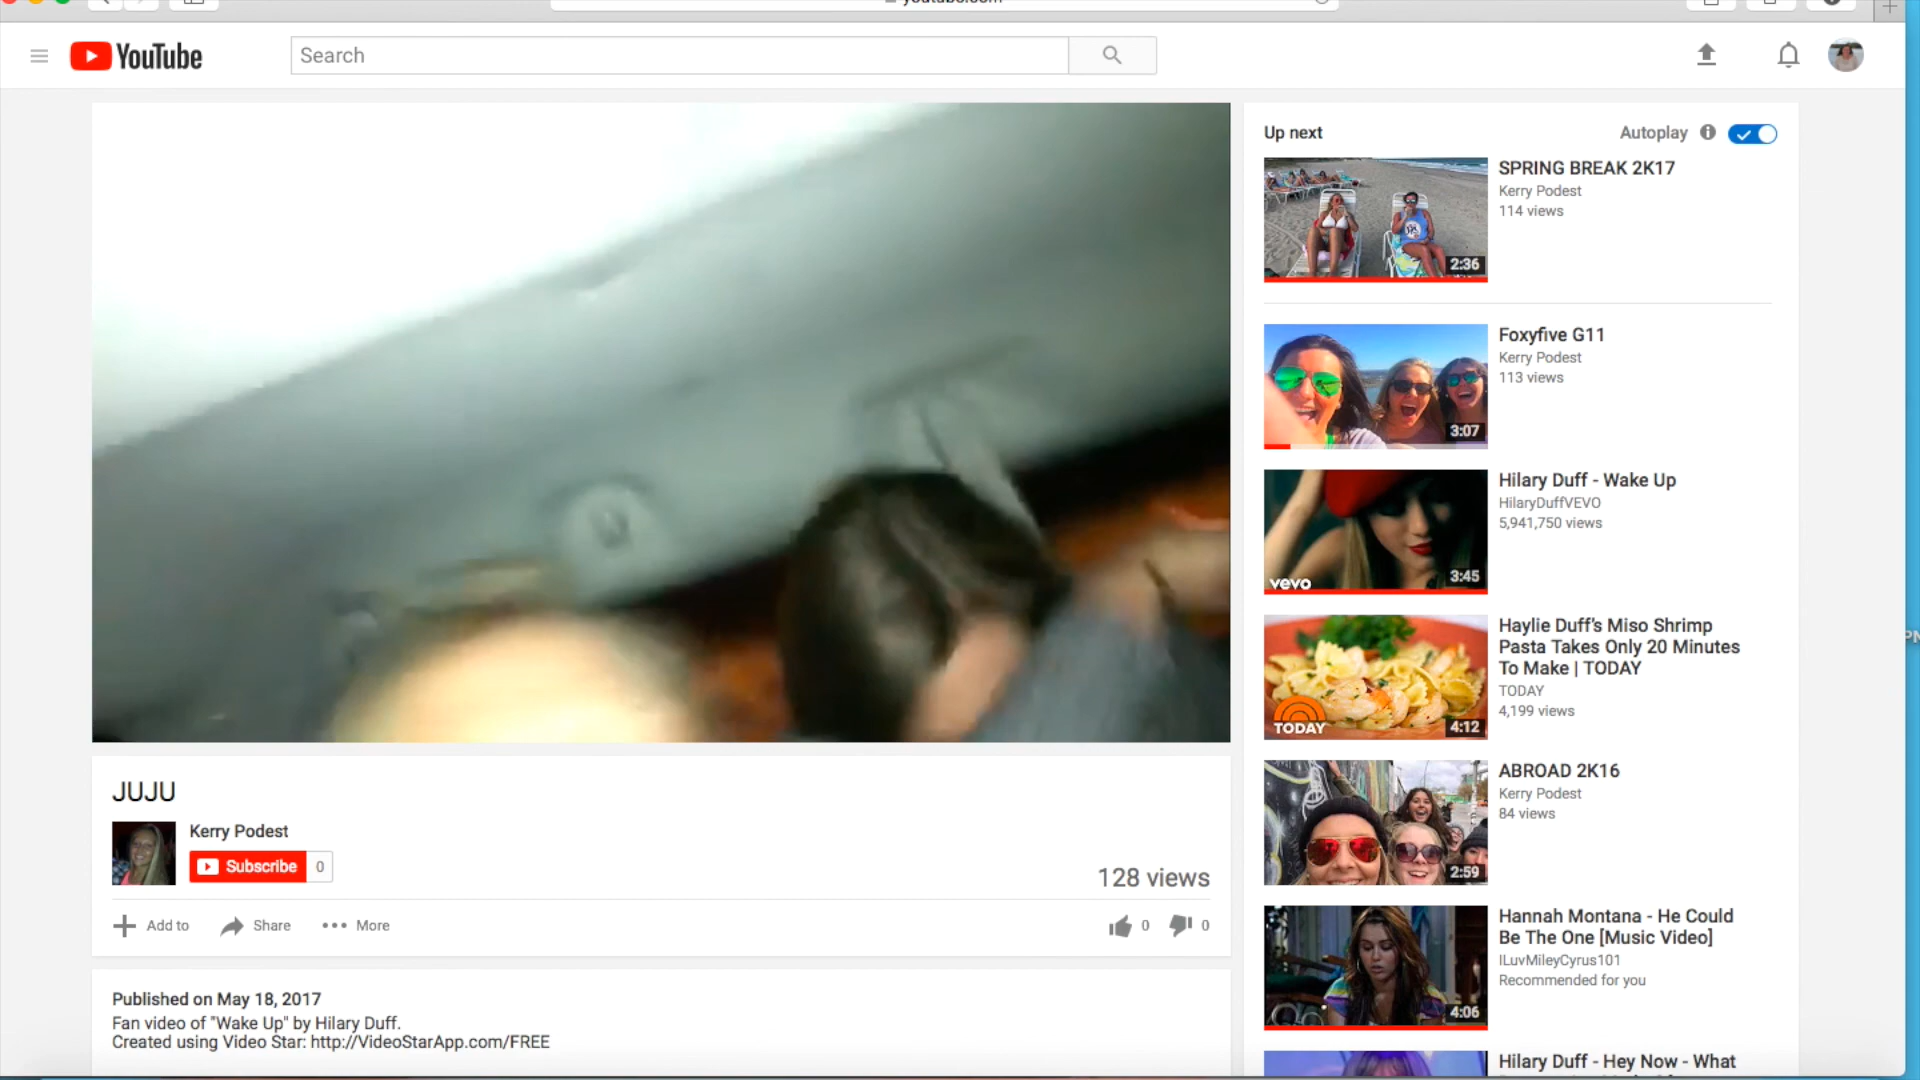 YouTube
Search
Up next
Autoplay
SPRING BREAK 2K17
Kerry Podest
114 views
2:36
Foxyfive G11
Kerry Podest
113 views
3:07
Hilary Duff - Wake Up
HilaryDuffVEVO
5,941,750 views
3:45
vevo
Haylie Duff's Miso Shrimp
Pasta Takes Only 20 Minutes
To Make | TODAY
TODAY
4,199 views
4:12
TODAY
ABROAD 2K16
Kerry Podest
84 views
2:59
Hannah Montana - He Could
Be The One [Music Video]
ILuvMileyCyrus101
Recommended for you
4:06
Hilary Duff - Hey Now - What
JUJU
Kerry Podest
Subscribe 0
128 views
Add to Share More 0 0
Published on May 18, 2017
Fan video of "Wake Up" by Hilary Duff.
Created using Video Star: http://VideoStarApp.com/FREE